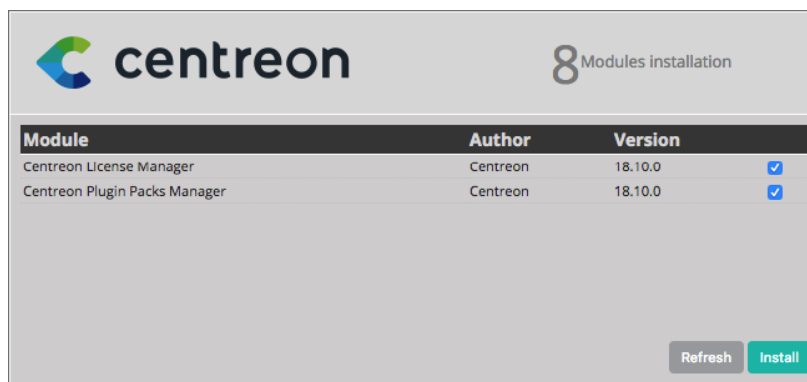 centreon
8 Modules installation
Module Author Version
Centreon License Manager Centreon 18.10.0
Centreon Plugin Packs Manager Centreon 18.10.0
Refresh Install